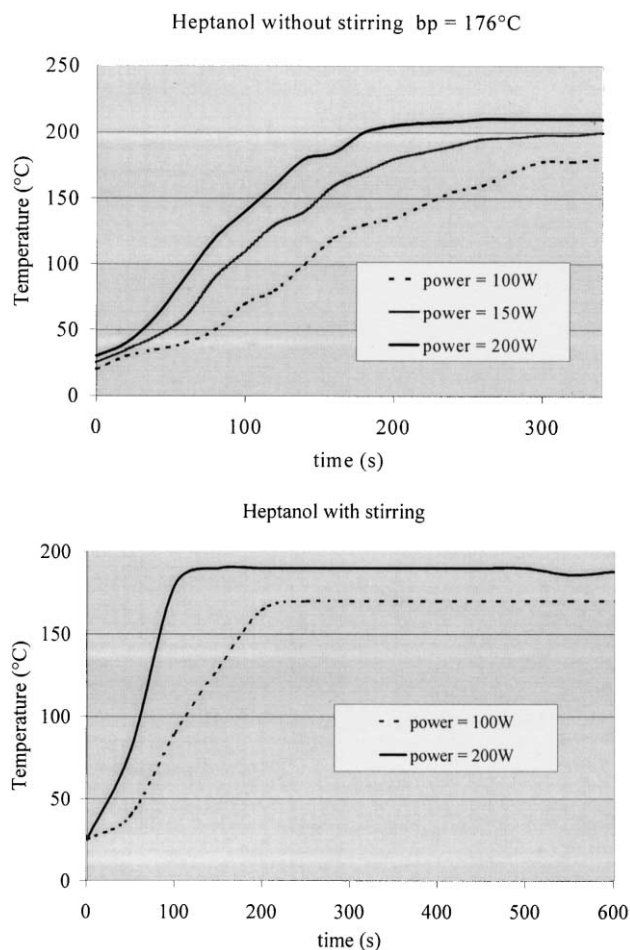 Heptanol without stirring bp = 176°C
Temperature (°C)
250
200
150
100
50
0
power = 100W
power = 150W
power = 200W
0 100 200 300
time (s)
Heptanol with stirring
Temperature (°C)
200
150
100
50
0
power = 100W
power = 200W
0 100 200 300 400 500 600
time (s)